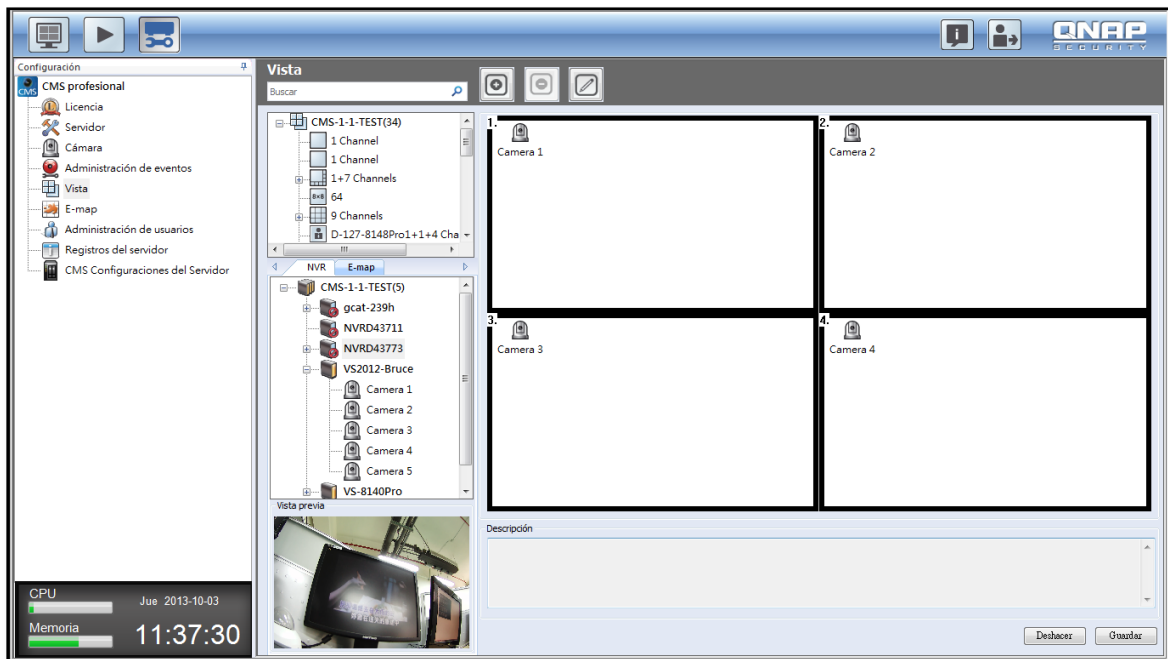 QNAP
SECURITY
Configuración
CMS profesional
Licencia
Servidor
Cámara
Administración de eventos
Vista
E-map
Administración de usuarios
Registros del servidor
CMS Configuraciones del Servidor
CPU
Jue 2013-10-03
Memoria
11:37:30
Vista
Buscar
CMS-1-1-TEST(34)
1 Channel
1 Channel
1+7 Channels
8×8 64
9 Channels
D-127-8148Pro1+1+4 Cha
NVR E-map
CMS-1-1-TEST(5)
gcat-239h
NVRD43711
NVRD43773
VS2012-Bruce
Camera 1
Camera 2
Camera 3
Camera 4
Camera 5
VS-8140Pro
Vista previa
1.
Camera 1
2.
Camera 2
3.
Camera 3
4.
Camera 4
Descripción
Deshacer Guardar